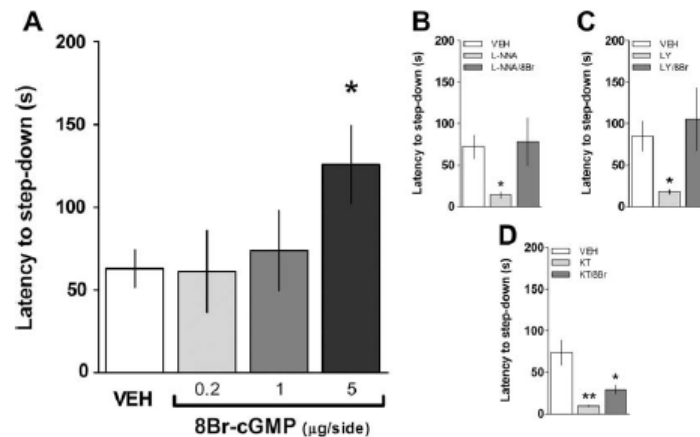 A
Latency to step-down (s)
200
150
100
50
0
*
VEH
0.2
1
5
8Br-cGMP (μg/side)
B
Latency to step-down (s)
200
150
100
50
0
VEH
L-NNA
L-NNA/8Br
*
C
Latency to step-down (s)
200
150
100
50
0
VEH
LY
LY/8Br
*
D
Latency to step-down (s)
200
150
100
50
0
VEH
KT
KT/8Br
**
*